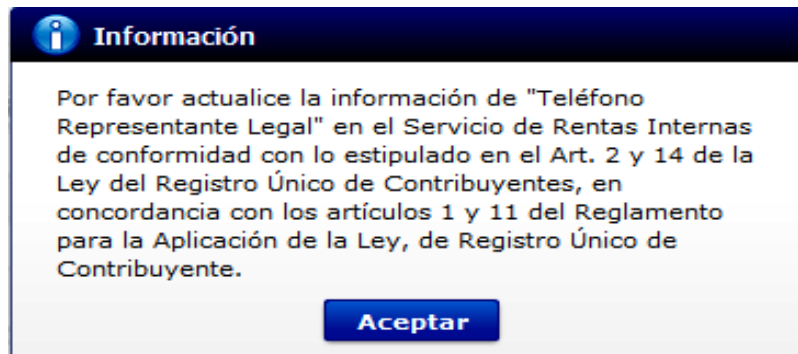 Información
Por favor actualice la información de "Teléfono
Representante Legal" en el Servicio de Rentas Internas
de conformidad con lo estipulado en el Art. 2 y 14 de la
Ley del Registro Único de Contribuyentes, en
concordancia con los artículos 1 y 11 del Reglamento
para la Aplicación de la Ley, de Registro Único de
Contribuyente.
Aceptar